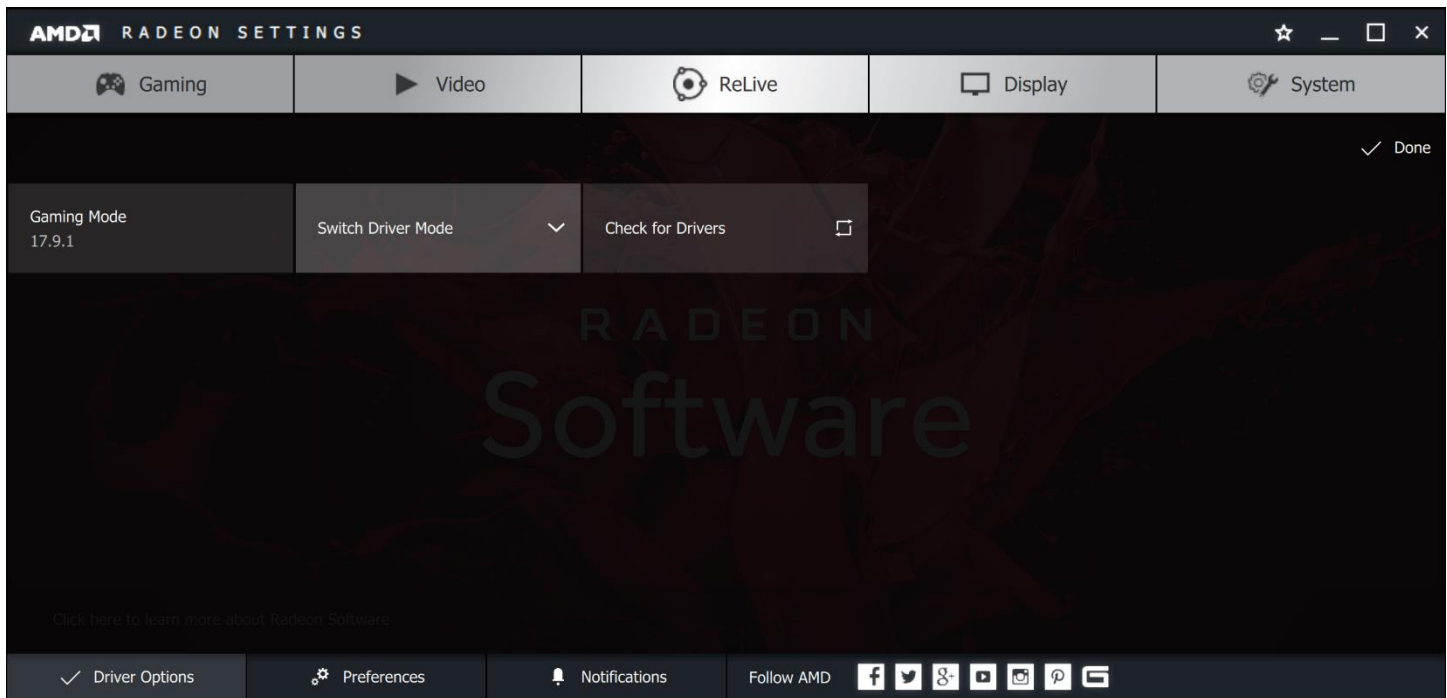 AMD RADEON SETTINGS
Gaming Video ReLive Display System
Done
Gaming Mode
17.9.1
Switch Driver Mode
Check for Drivers
RADEON
Software
Click here to learn more about Radeon Software
Driver Options Preferences Notifications Follow AMD